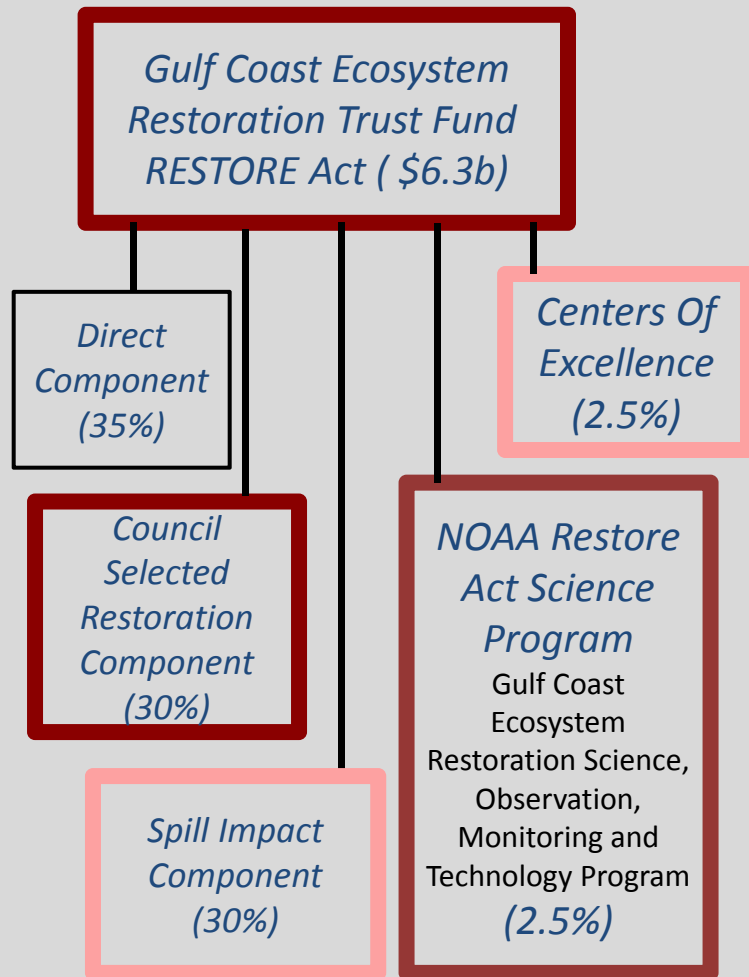 Gulf Coast Ecosystem
Restoration Trust Fund
RESTORE Act ( $6.3b)
Direct
Component
(35%)
Council
Selected
Restoration
Component
(30%)
Spill Impact
Component
(30%)
NOAA Restore
Act Science
Program
Gulf Coast
Ecosystem
Restoration Science,
Observation,
Monitoring and
Technology Program
(2.5%)
Centers Of
Excellence
(2.5%)